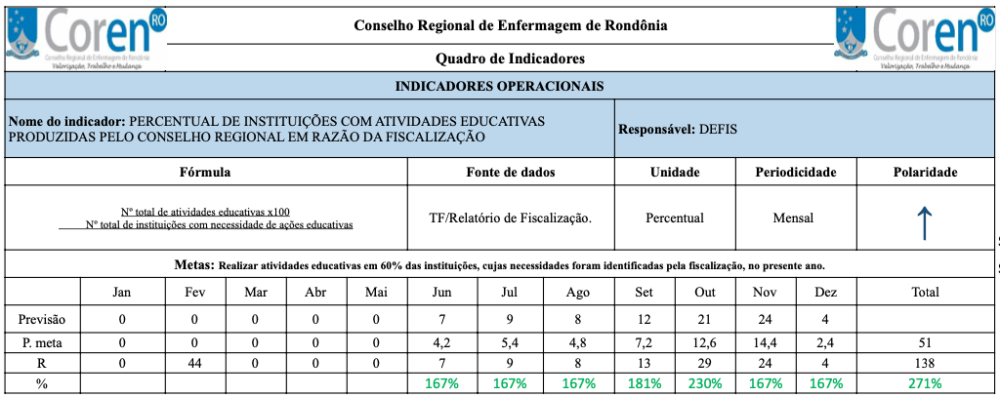 Coren RO
Conselho Regional de Enfermagem de Rondônia
Valorização, Trabalho e Mudança
Conselho Regional de Enfermagem de Rondônia
Quadro de Indicadores
Coren RO
Conselho Regional de Enfermagem de Rondônia
Valorização, Trabalho e Mudança
INDICADORES OPERACIONAIS
Nome do indicador: PERCENTUAL DE INSTITUIÇÕES COM ATIVIDADES EDUCATIVAS
PRODUZIDAS PELO CONSELHO REGIONAL EM RAZÃO DA FISCALIZAÇÃO
Responsável: DEFIS
Fórmula Fonte de dados Unidade Periodicidade Polaridade
Nº total de atividades educativas x100
Nº total de instituições com necessidade de ações educativas
TF/Relatório de Fiscalização. Percentual Mensal ↑
Metas: Realizar atividades educativas em 60% das instituições, cujas necessidades foram identificadas pela fiscalização, no presente ano.
Jan Fev Mar Abr Mai Jun Jul Ago Set Out Nov Dez Total
Previsão 0 0 0 0 0 7 9 8 12 21 24 4
P. meta 0 0 0 0 0 4,2 5,4 4,8 7,2 12,6 14,4 2,4 51
R 0 44 0 0 0 7 9 8 13 29 24 4 138
% 167% 167% 167% 181% 230% 167% 167% 271%